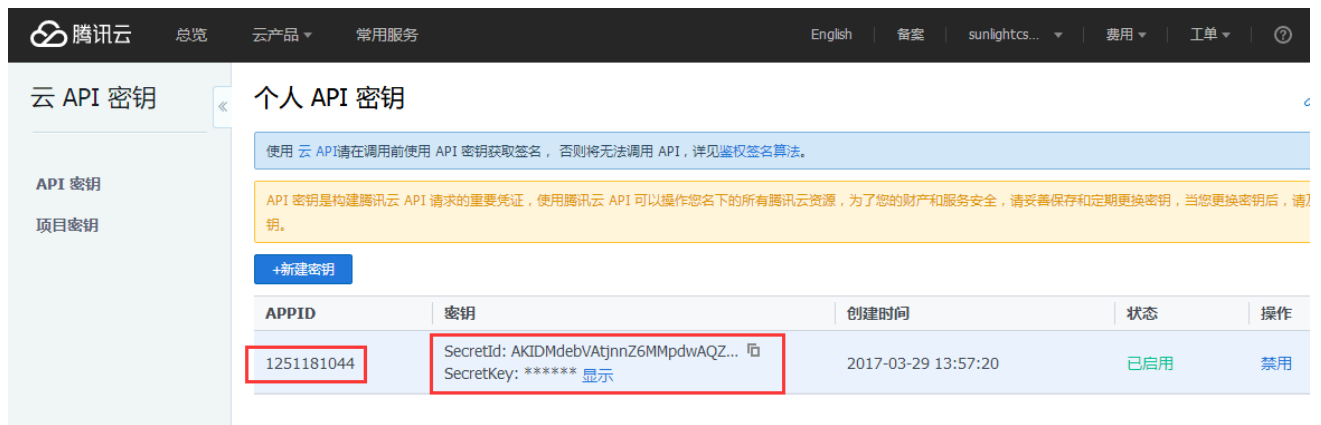 腾讯云 总览 云产品 常用服务 English 备案 sunlightcs... 费用 工单
云 API 密钥
API 密钥
项目密钥
个人 API 密钥
使用 云 API请在调用前使用 API 密钥获取签名， 否则将无法调用 API，详见鉴权签名算法。
API 密钥是构建腾讯云 API 请求的重要凭证，使用腾讯云 API 可以操作您名下的所有腾讯云资源，为了您的财产和服务安全，请妥善保存和定期更换密钥，当您更换密钥后，请
钥。
+新建密钥
APPID 密钥 创建时间 状态 操作
1251181044 SecretId: AKIDMdebVAtjnnZ6MMpdwAQZ... 2017-03-29 13:57:20 已启用 禁用
SecretKey: ****** 显示